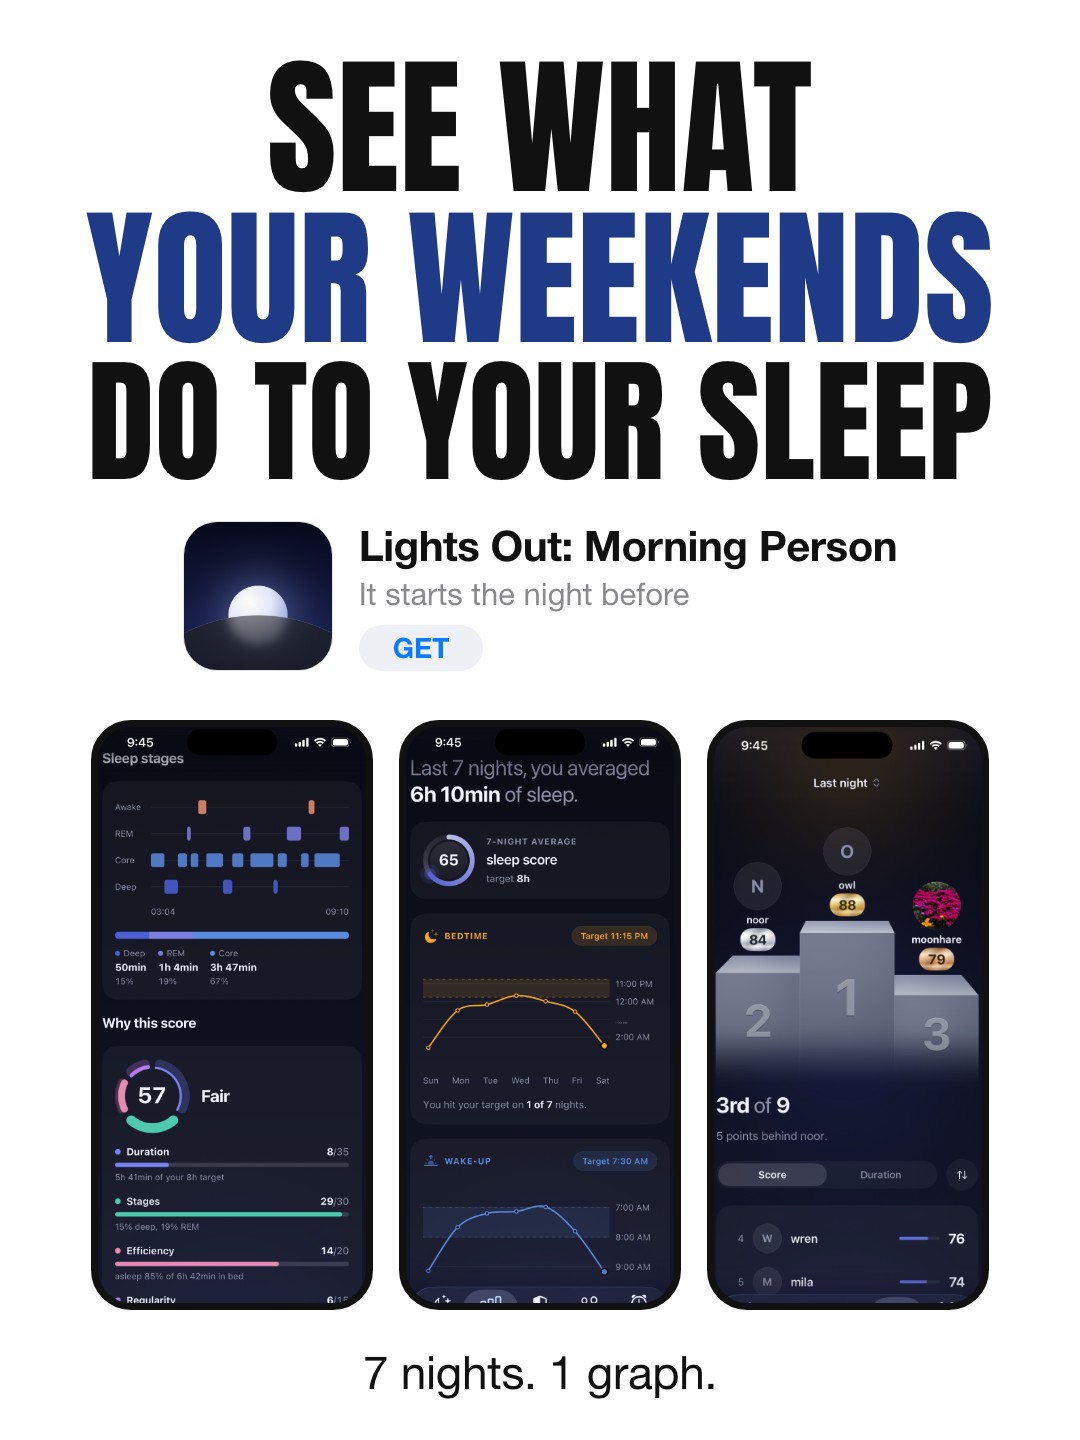 SEE WHAT
YOUR WEEKENDS
DO TO YOUR SLEEP
Lights Out: Morning Person
It starts the night before
GET
9:45
Sleep stages
Awake
REM
Core
Deep
03:04 09:10
Deep REM Core
50min 1h 4min 3h 47min
15% 19% 67%
Why this score
57 Fair
Duration 8/35
5h 41min of your 8h target
Stages 29/30
15% deep, 19% REM
Efficiency 14/20
asleep 85% of 6h 42min in bed
Regularity 6/15
9:45
Last 7 nights, you averaged
6h 10min of sleep.
7-NIGHT AVERAGE
65 sleep score
target 8h
BEDTIME Target 11:15 PM
11:00 PM
12:00 AM
2:00 AM
Sun Mon Tue Wed Thu Fri Sat
You hit your target on 1 of 7 nights.
WAKE-UP Target 7:30 AM
7:00 AM
8:00 AM
9:00 AM
9:45
Last night
O
owl
88
N
noor
84
moonhare
79
1
2
3
3rd of 9
5 points behind noor.
Score Duration
4 W wren 76
5 M mila 74
7 nights. 1 graph.